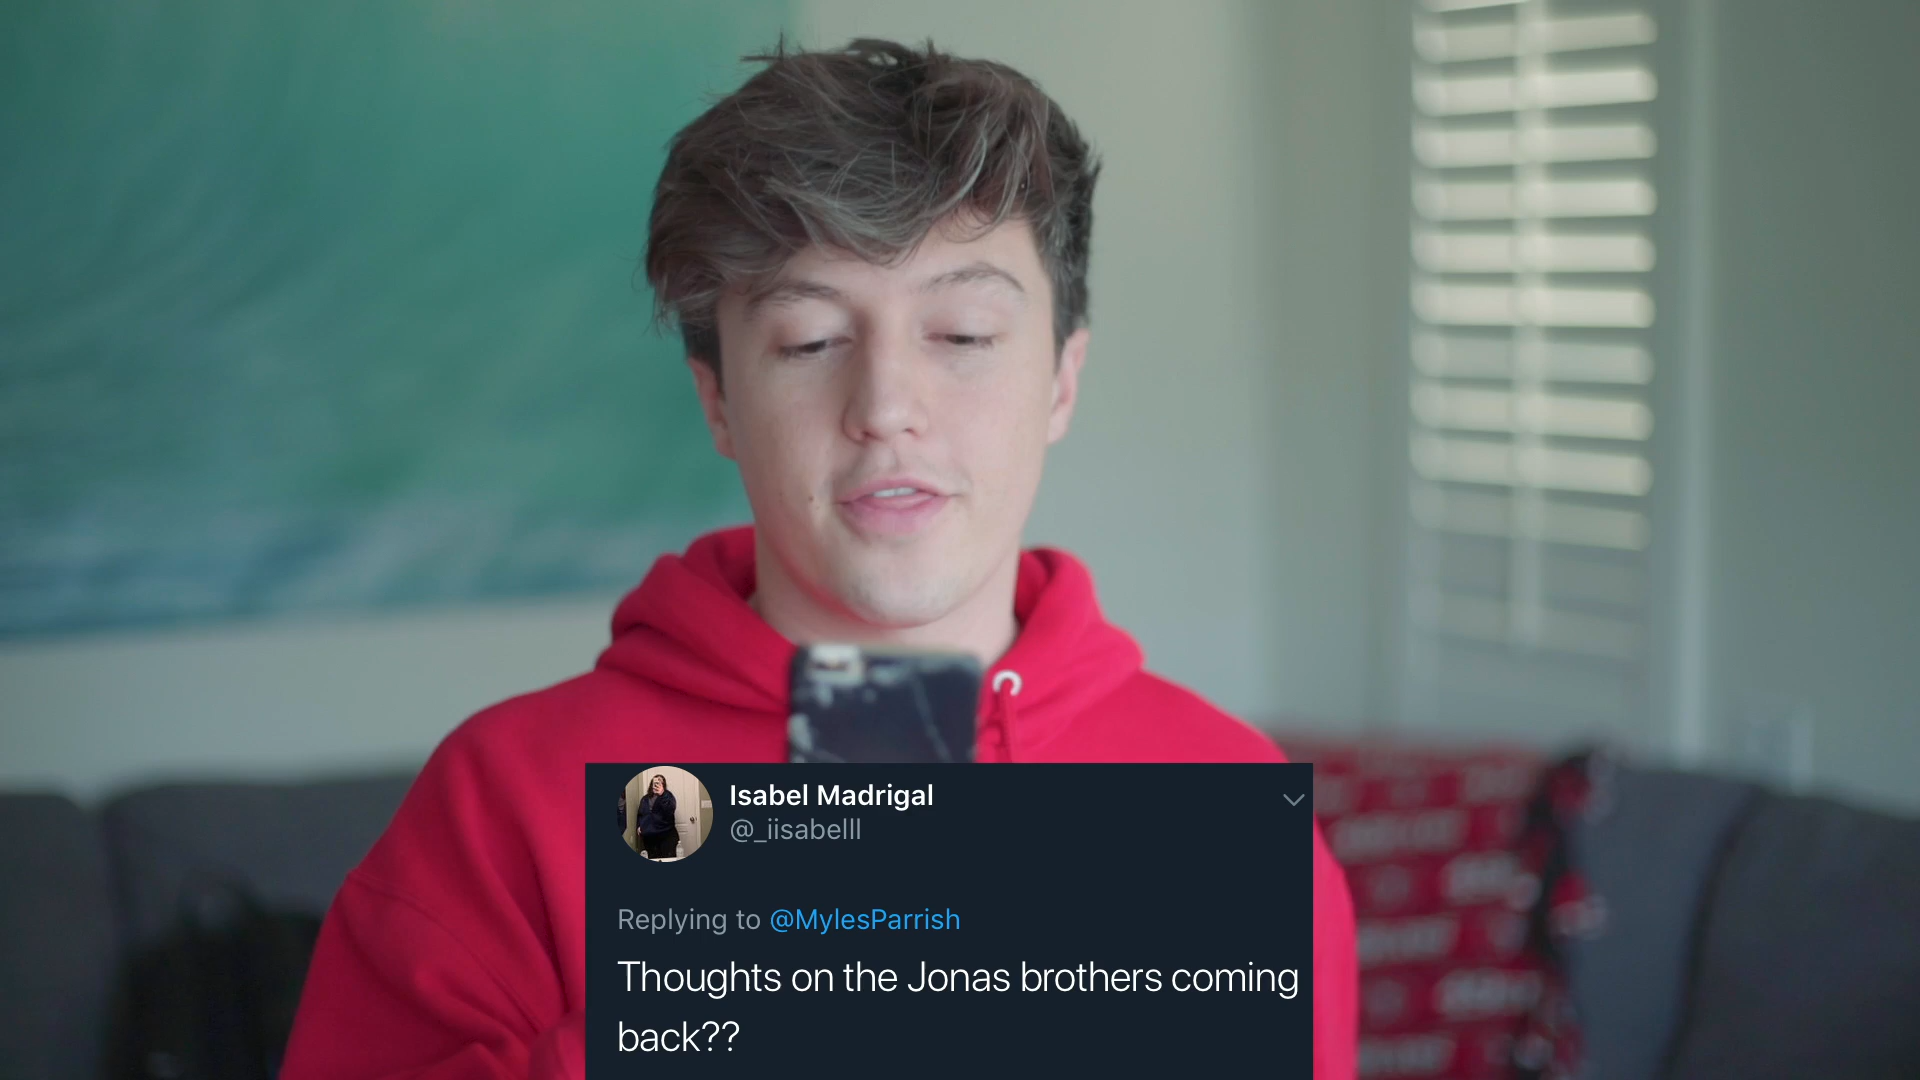 Isabel Madrigal
@_iisabelll
Replying to @MylesParrish
Thoughts on the Jonas brothers coming
back??